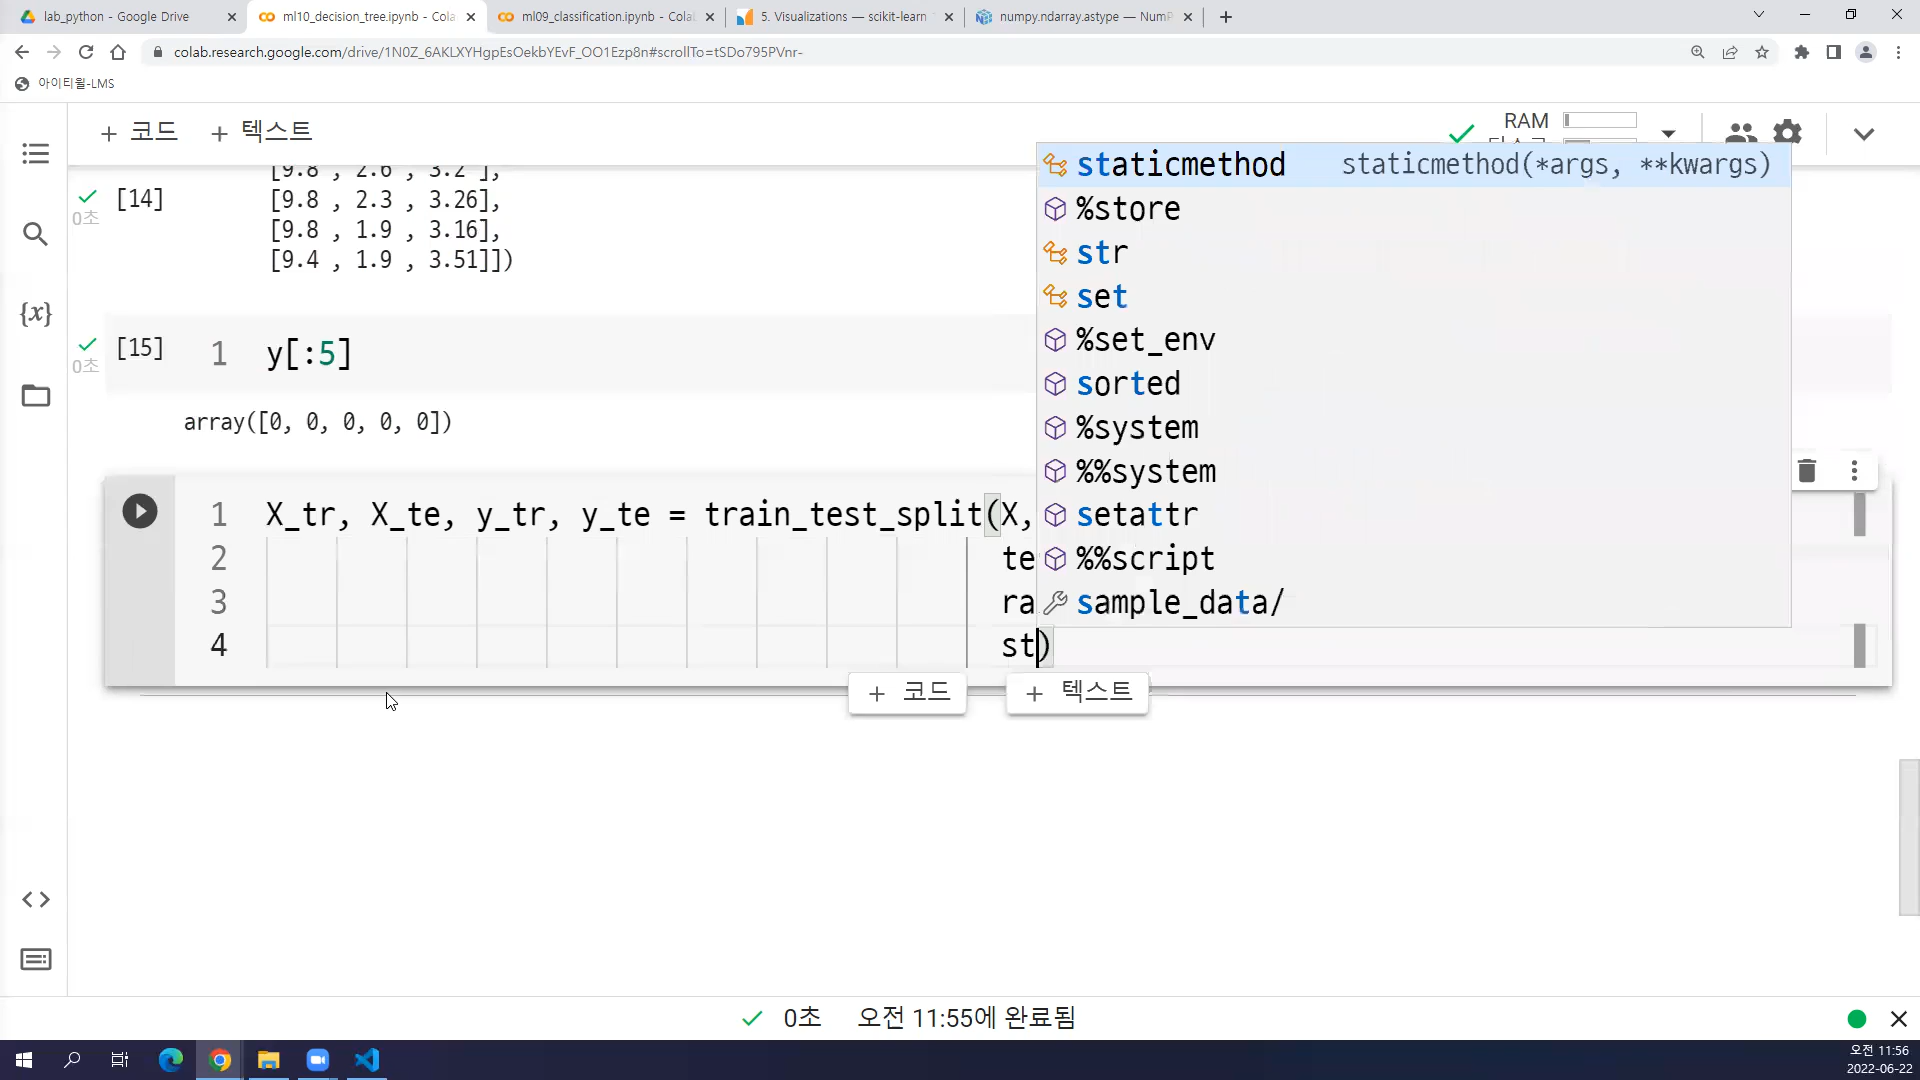 lab_python - Google Drive
ml10_decision_tree.ipynb - Cola
ml09_classification.ipynb - Cola
5. Visualizations — scikit-learn
numpy.ndarray.astype — NumP
colab.research.google.com/drive/1N0Z_6AKLXYHgpEsOekbYEvF_OO1Ezp8n#scrollTo=tSDo795PVnr-
아이티윌-LMS
+ 코드 + 텍스트
RAM
[9.8 , 2.6 , 3.2 ],
[14] [9.8 , 2.3 , 3.26],
0초
[9.8 , 1.9 , 3.16],
[9.4 , 1.9 , 3.51]])
[15] 1 y[:5]
0초
array([0, 0, 0, 0, 0])
1 X_tr, X_te, y_tr, y_te = train_test_split(X,
2 te
3 ra
4 st)
staticmethod staticmethod(*args, **kwargs)
%store
str
set
%set_env
sorted
%system
%%system
setattr
%%script
sample_data/
+ 코드 + 텍스트
0초 오전 11:55에 완료됨
오전 11:56
2022-06-22